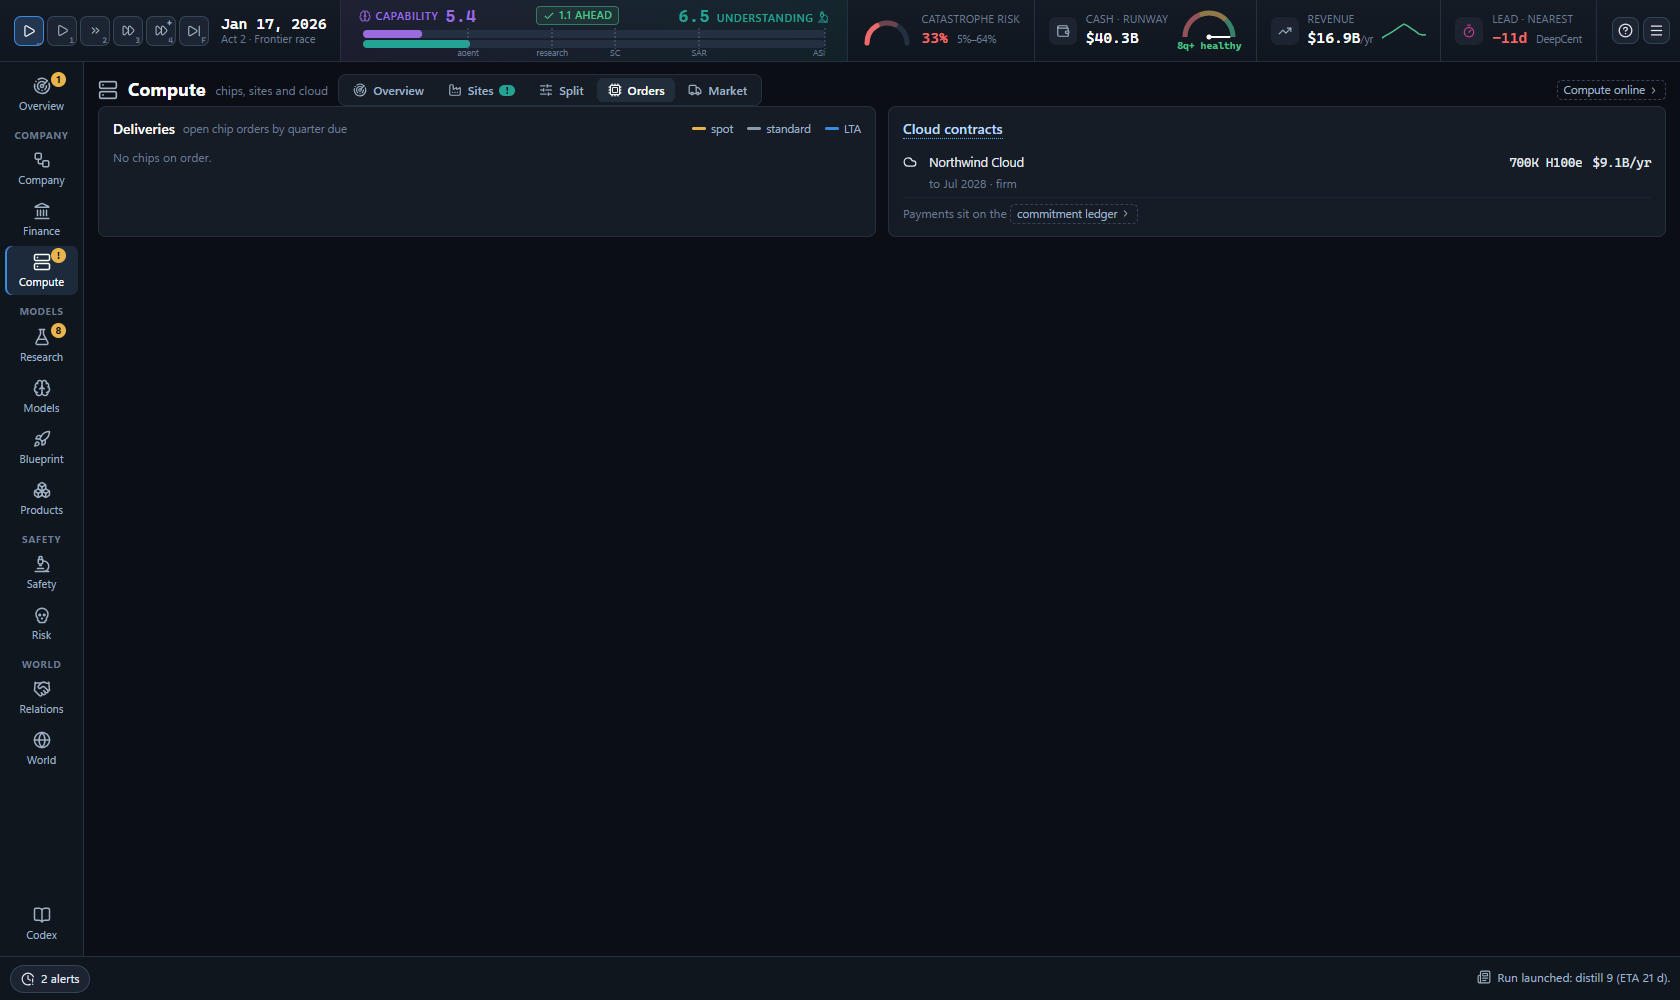 Jan 17, 2026
Act 2 · Frontier race
1
2
3
4
F
CAPABILITY 5.4
1.1 AHEAD
6.5 UNDERSTANDING
agent
research
SC
SAR
ASI
CATASTROPHE RISK
33% 5%–64%
CASH · RUNWAY
$40.3B
8q+ healthy
REVENUE
$16.9B/yr
LEAD · NEAREST
−11d DeepCent
1
Overview
COMPANY
Company
Finance
!
Compute
MODELS
8
Research
Models
Blueprint
Products
SAFETY
Safety
Risk
WORLD
Relations
World
Codex
Compute chips, sites and cloud
Overview
Sites !
Split
Orders
Market
Compute online ›
Deliveries open chip orders by quarter due
spot standard LTA
No chips on order.
Cloud contracts
Northwind Cloud 700K H100e $9.1B/yr
to Jul 2028 · firm
Payments sit on the commitment ledger ›
2 alerts
Run launched: distill 9 (ETA 21 d).